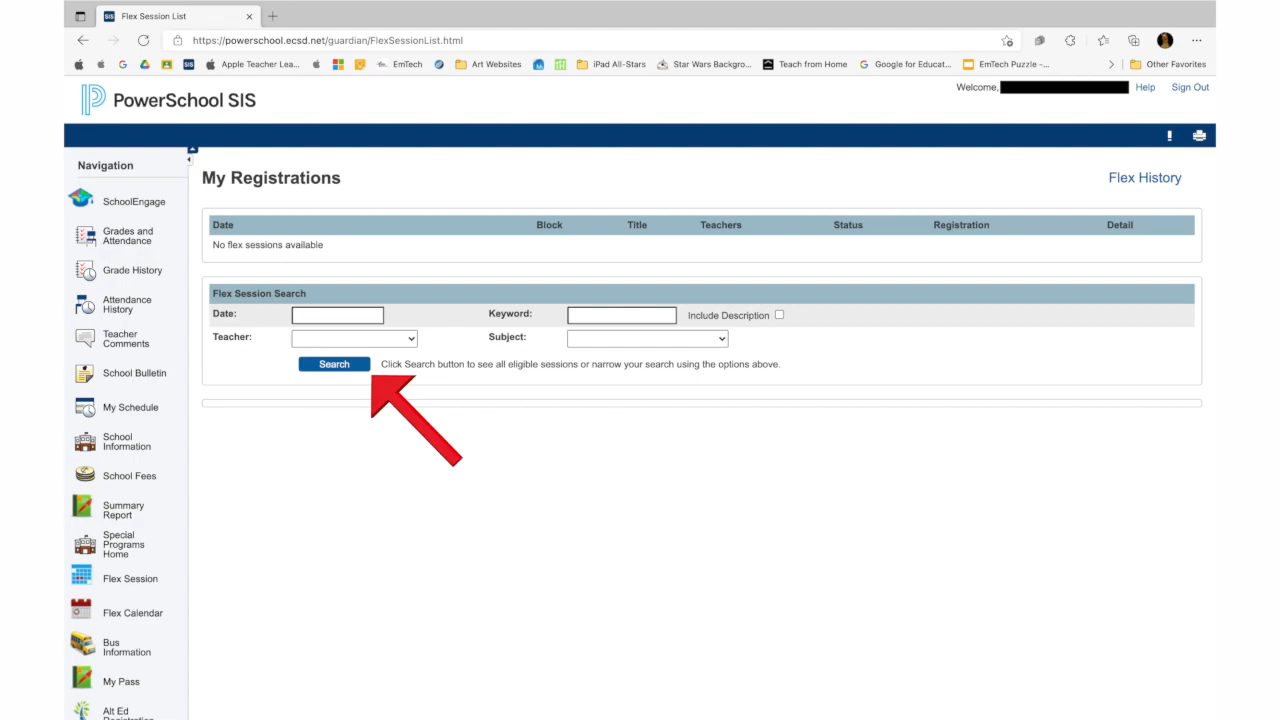 SIS Flex Session List
https://powerschool.ecsd.net/guardian/FlexSessionList.html
G SIS Apple Teacher Lea... EmTech Art Websites iPad All-Stars Star Wars Backgro... Teach from Home G Google for Educat... EmTech Puzzle -... Other Favorites
Welcome, Help Sign Out
PowerSchool SIS
Navigation
My Registrations
Flex History
Date Block Title Teachers Status Registration Detail
No flex sessions available
Flex Session Search
Date: Keyword: Include Description
Teacher: Subject:
Search Click Search button to see all eligible sessions or narrow your search using the options above.
SchoolEngage
Grades and
Attendance
Grade History
Attendance
History
Teacher
Comments
School Bulletin
My Schedule
School
Information
School Fees
Summary
Report
Special
Programs
Home
Flex Session
Flex Calendar
Bus
Information
My Pass
Alt Ed